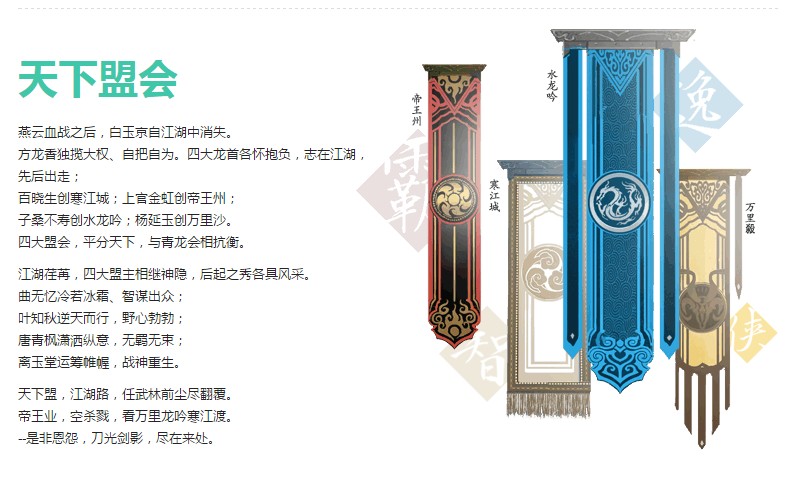 天下盟会
燕云血战之后，白玉京自江湖中消失。
方龙香独揽大权、自把自为。四大龙首各怀抱负，志在江湖，
先后出走；
百晓生创寒江城；上官金虹创帝王州；
子桑不寿创水龙吟；杨延玉创万里沙。
四大盟会，平分天下，与青龙会相抗衡。
江湖荏苒，四大盟主相继神隐，后起之秀各具风采。
曲无忆冷若冰霜、智谋出众；
叶知秋逆天而行，野心勃勃；
唐青枫潇洒纵意，无羁无束；
离玉堂运筹帷幄，战神重生。
天下盟，江湖路，任武林前尘尽翻覆。
帝王业，空杀戮，看万里龙吟寒江渡。
--是非恩怨，刀光剑影，尽在来处。
帝王州
霸
寒江城
智
水龙吟
逸
万里殺
侠